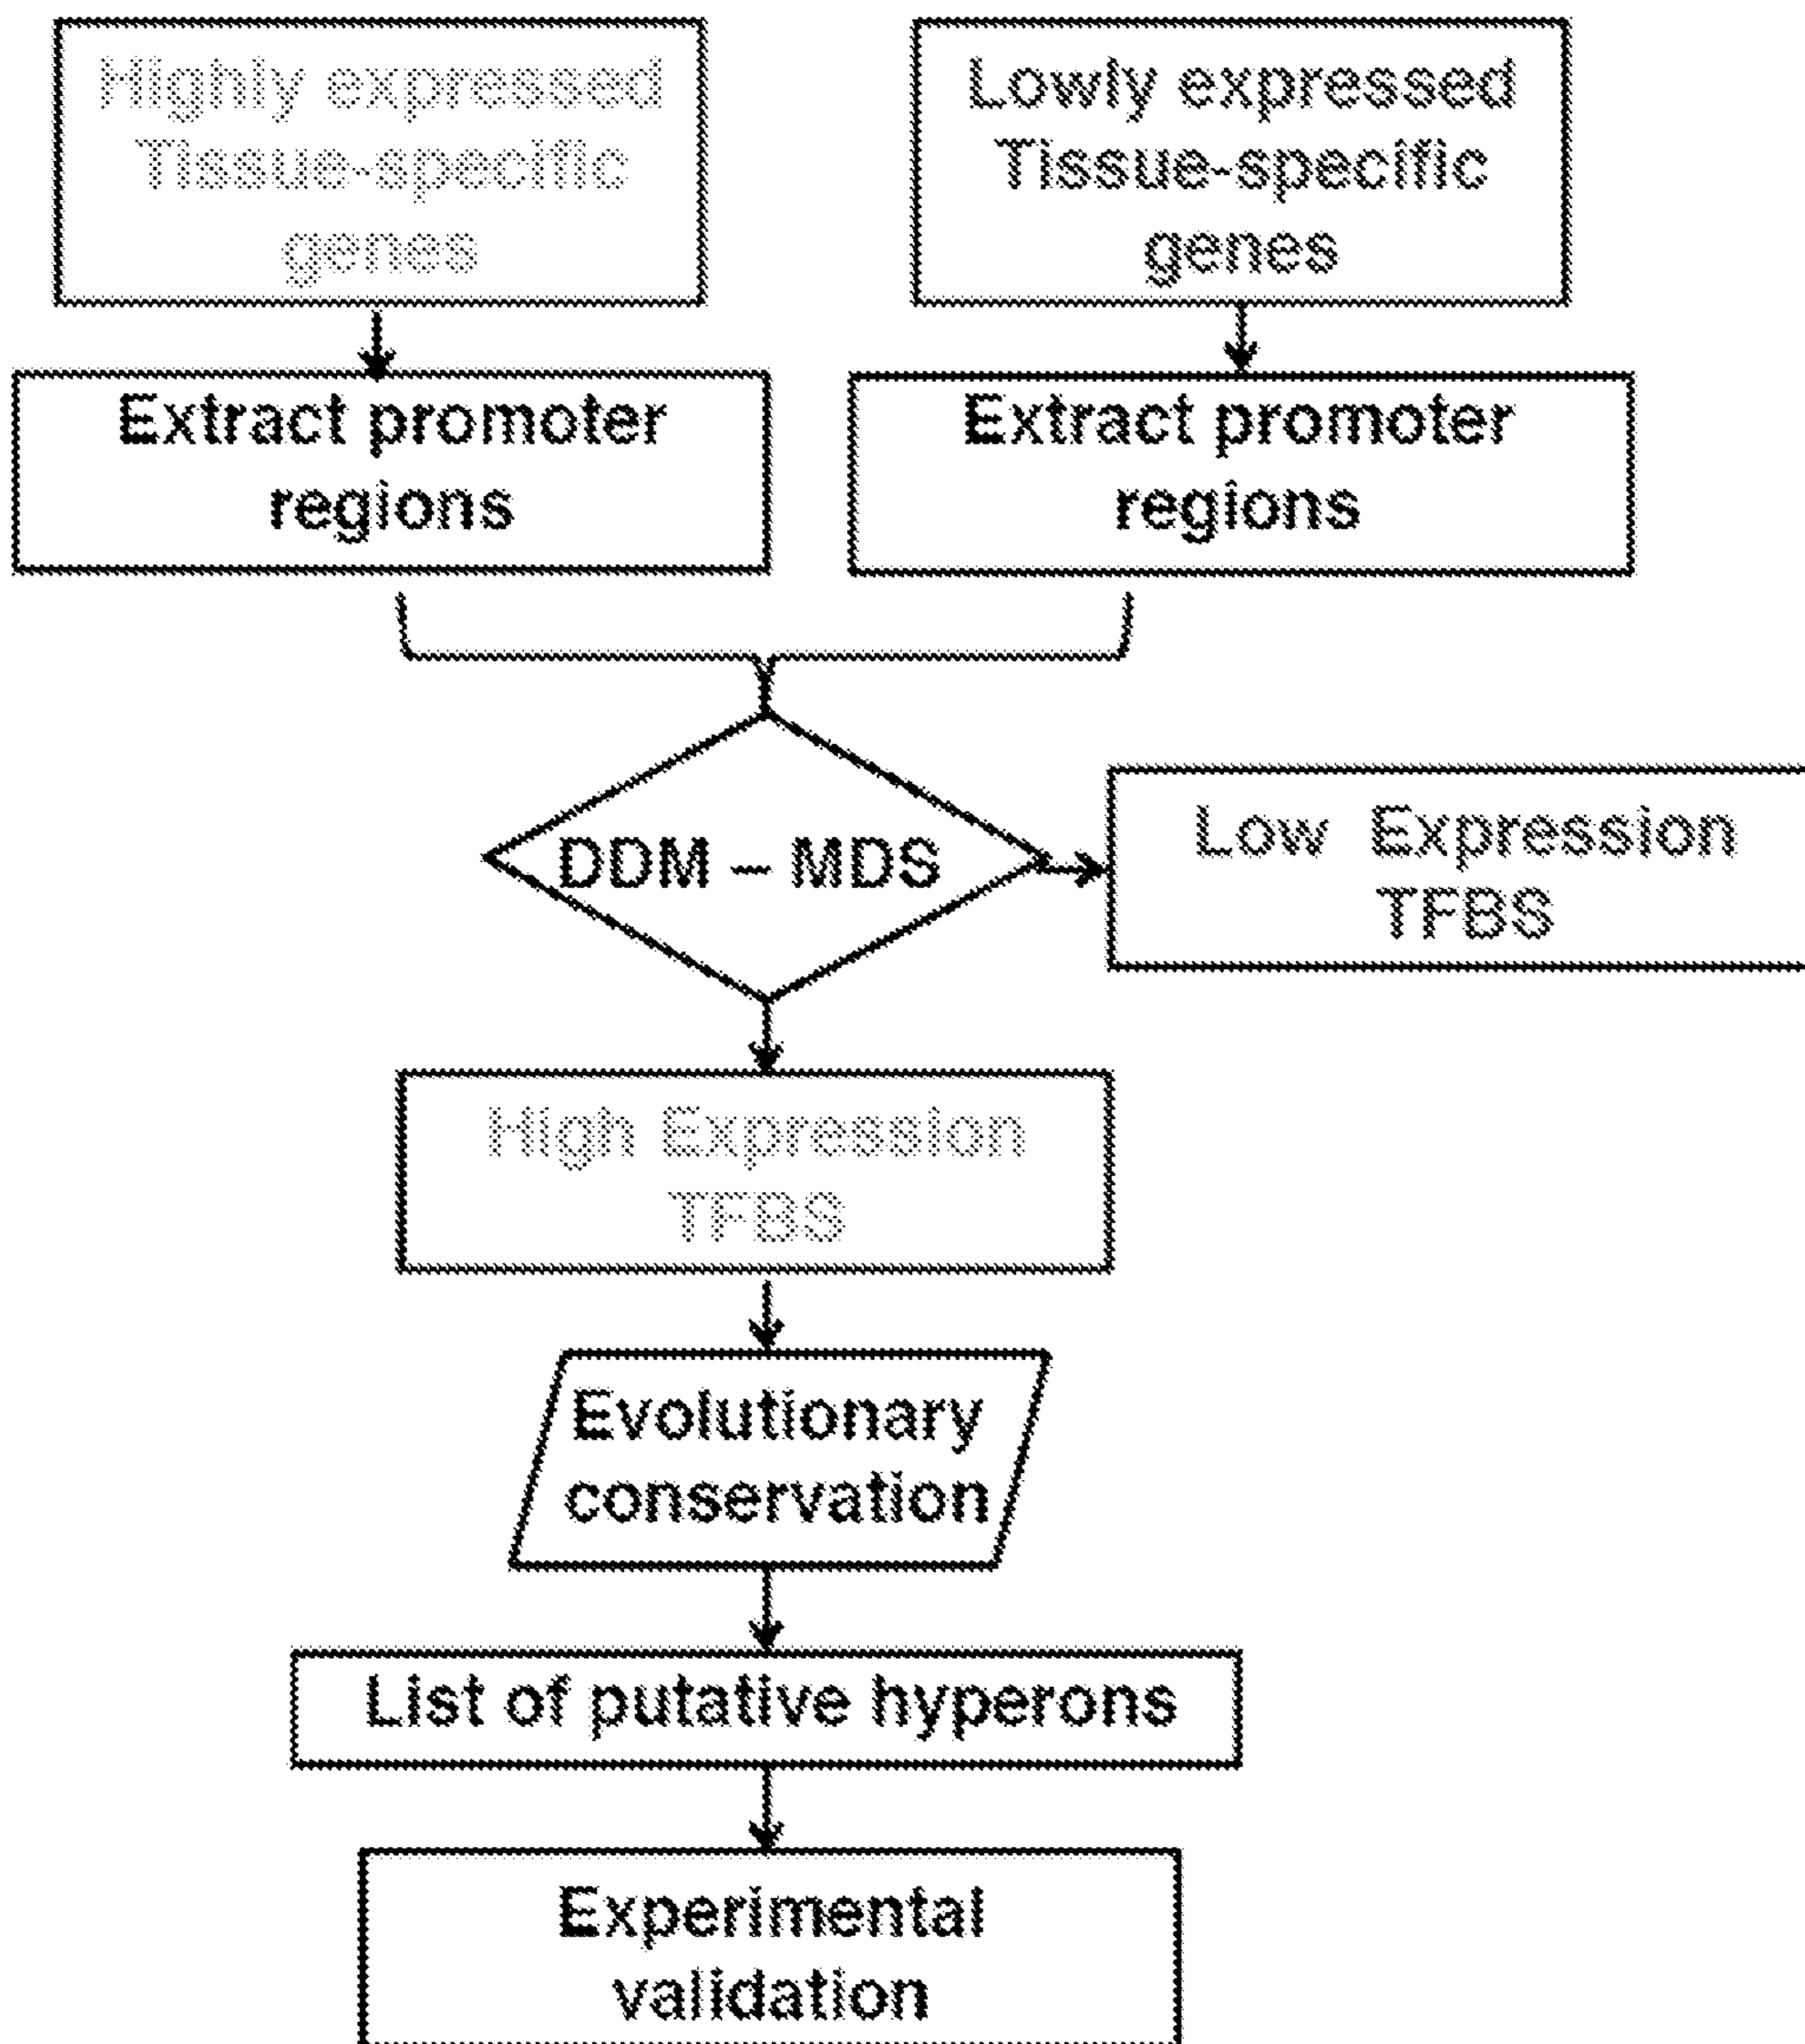 Highly expressed
Tissue-specific
genes
Lowly expressed
Tissue-specific
genes
Extract promoter
regions
Extract promoter
regions
DDM – MDS
Low Expression
TFBS
High Expression
TFBS
Evolutionary
conservation
List of putative hyperons
Experimental
validation